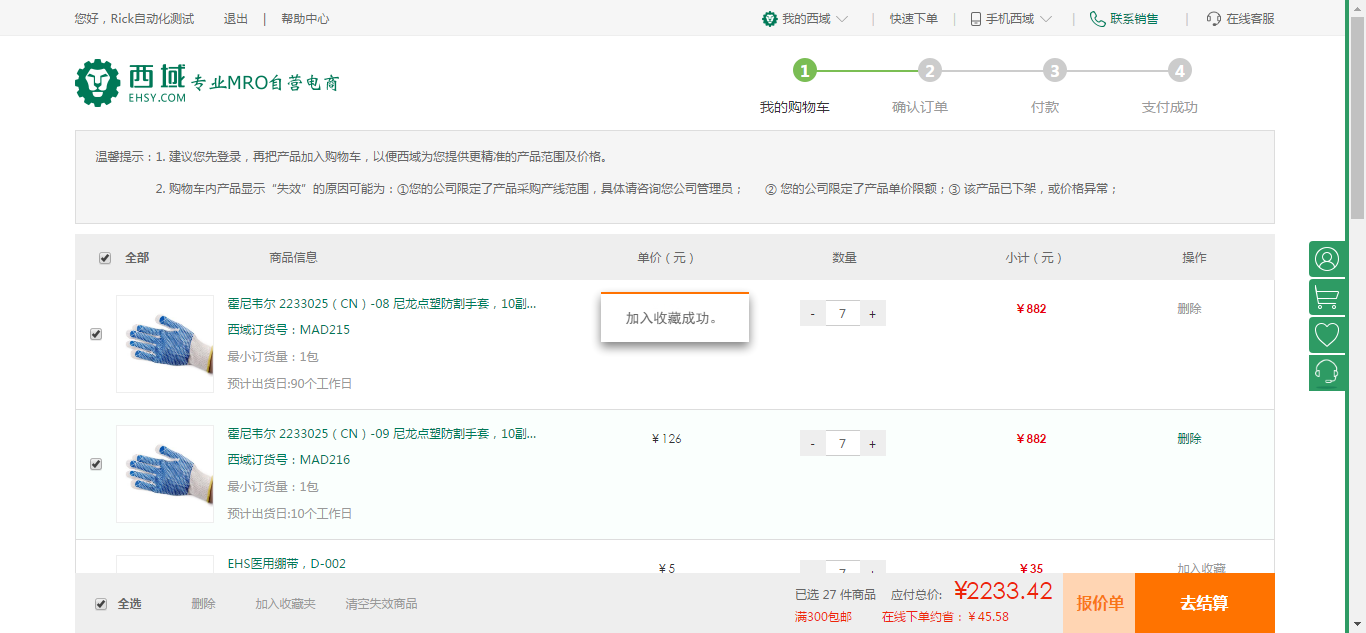 您好，Rick自动化测试 退出 | 帮助中心 我的西域 | 快速下单 | 手机西域 | 联系销售 | 在线客服
西域 专业MRO自营电商
EHSY.COM
1 2 3 4
我的购物车 确认订单 付款 支付成功
温馨提示：1. 建议您先登录，再把产品加入购物车，以便西域为您提供更精准的产品范围及价格。
2. 购物车内产品显示“失效”的原因可能为：①您的公司限定了产品采购产线范围，具体请咨询您公司管理员； ② 您的公司限定了产品单价限额；③ 该产品已下架，或价格异常；
全部 商品信息 单价（元） 数量 小计（元） 操作
霍尼韦尔 2233025（CN）-08 尼龙点塑防割手套，10副...
加入收藏成功。 - 7 + ￥882 删除
西域订货号：MAD215
最小订货量：1包
预计出货日:90个工作日
霍尼韦尔 2233025（CN）-09 尼龙点塑防割手套，10副...
￥126 - 7 + ￥882 删除
西域订货号：MAD216
最小订货量：1包
预计出货日:10个工作日
EHS医用绷带，D-002
￥5 7 ￥35 加入收藏
全选 删除 加入收藏夹 清空失效商品 已选 27 件商品 应付总价: ¥2233.42 报价单 去结算
满300包邮 在线下单约省：￥45.58